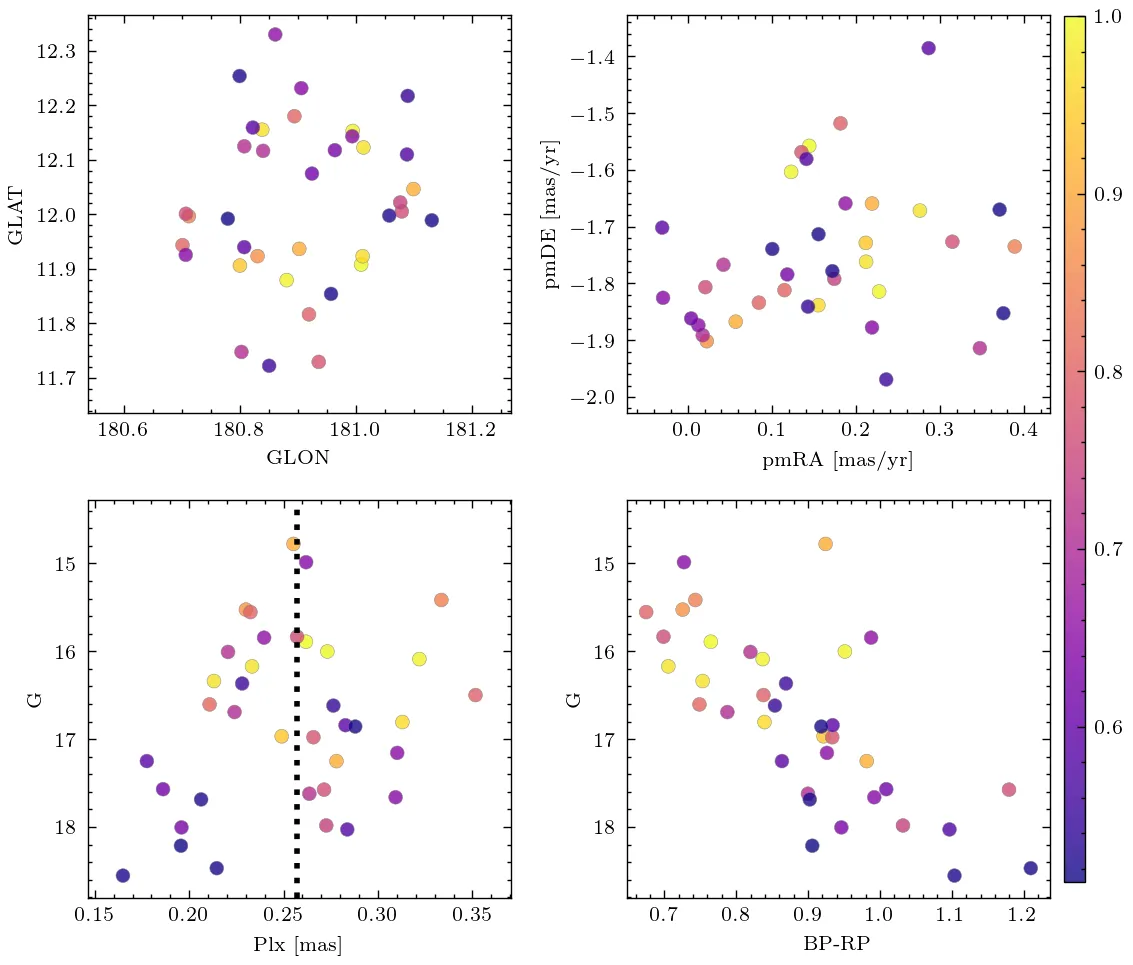 12.3
12.2
12.1
12.0
11.9
11.8
11.7
GLAT
180.6 180.8 181.0 181.2
GLON
−1.4
−1.5
−1.6
−1.7
−1.8
−1.9
−2.0
pmDE [mas/yr]
0.0 0.1 0.2 0.3 0.4
pmRA [mas/yr]
1.0
0.9
0.8
0.7
0.6
15
16
17
18
G
0.15 0.20 0.25 0.30 0.35
Plx [mas]
15
16
17
18
G
0.7 0.8 0.9 1.0 1.1 1.2
BP-RP